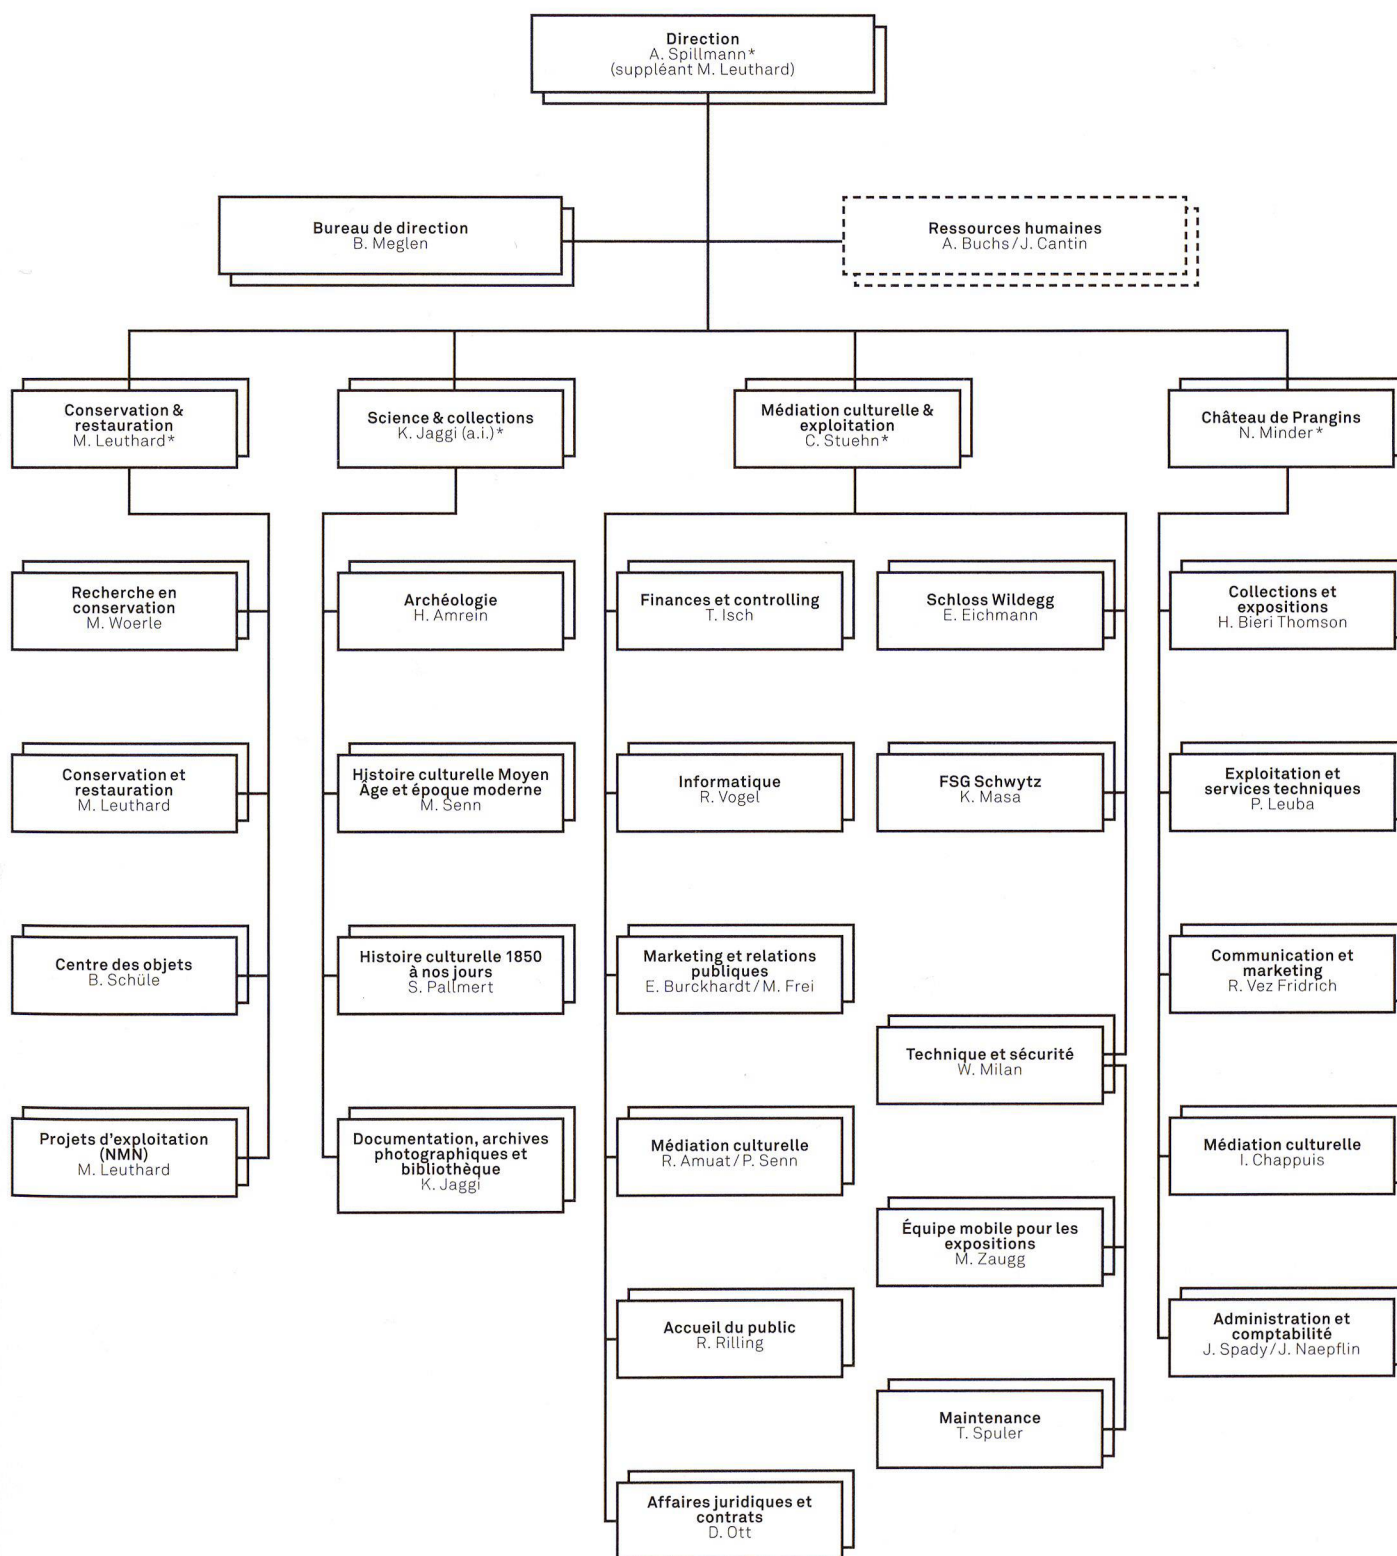 Direction
A. Spillmann*
(suppléant M. Leuthard)
Bureau de direction
B. Meglen
Ressources humaines
A. Buchs/J. Cantin
Conservation &
restauration
M. Leuthard*
Science & collections
K. Jaggi (a.i.)*
Médiation culturelle &
exploitation
C. Stuehn*
Château de Prangins
N. Minder*
Recherche en
conservation
M. Woerle
Conservation et
restauration
M. Leuthard
Centre des objets
B. Schüle
Projets d'exploitation
(NMN)
M. Leuthard
Archéologie
H. Amrein
Histoire culturelle Moyen
Âge et époque moderne
M. Senn
Histoire culturelle 1850
à nos jours
S. Pallmert
Documentation, archives
photographiques et
bibliothèque
K. Jaggi
Finances et controlling
T. Isch
Informatique
R. Vogel
Marketing et relations
publiques
E. Burckhardt/M. Frei
Médiation culturelle
R. Amuat/P. Senn
Accueil du public
R. Rilling
Affaires juridiques et
contrats
D. Ott
Schloss Wildegg
E. Eichmann
FSG Schwytz
K. Masa
Technique et sécurité
W. Milan
Équipe mobile pour les
expositions
M. Zaugg
Maintenance
T. Spuler
Collections et
expositions
H. Bieri Thomson
Exploitation et
services techniques
P. Leuba
Communication et
marketing
R. Vez Fridrich
Médiation culturelle
I. Chappuis
Administration et
comptabilité
J. Spady/J. Naepflin